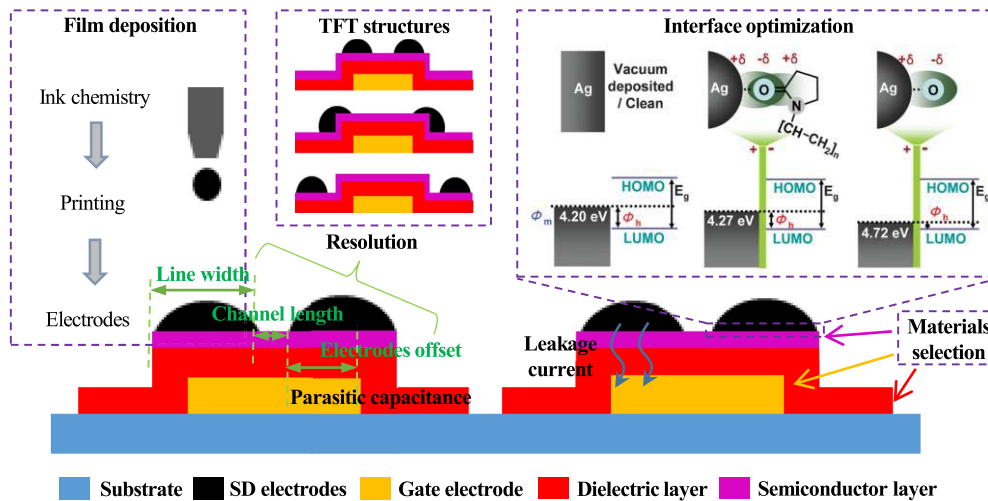 Film deposition
Ink chemistry
Printing
Electrodes
TFT structures
Resolution
Line width
Channel length
Electrodes offset
Parasitic capacitance
Interface optimization
Ag
Vacuum
deposited
/ Clean
+δ -δ +δ
Ag
O
N
[CH-CH2]n
+δ -δ
Ag
O
Φm
4.20 eV
HOMO
Eg
Φh
LUMO
+ -
+ -
4.27 eV
HOMO
Eg
Φh
LUMO
+ -
+ -
4.72 eV
HOMO
Eg
Φh
LUMO
Leakage
current
Materials
selection
Substrate
SD electrodes
Gate electrode
Dielectric layer
Semiconductor layer